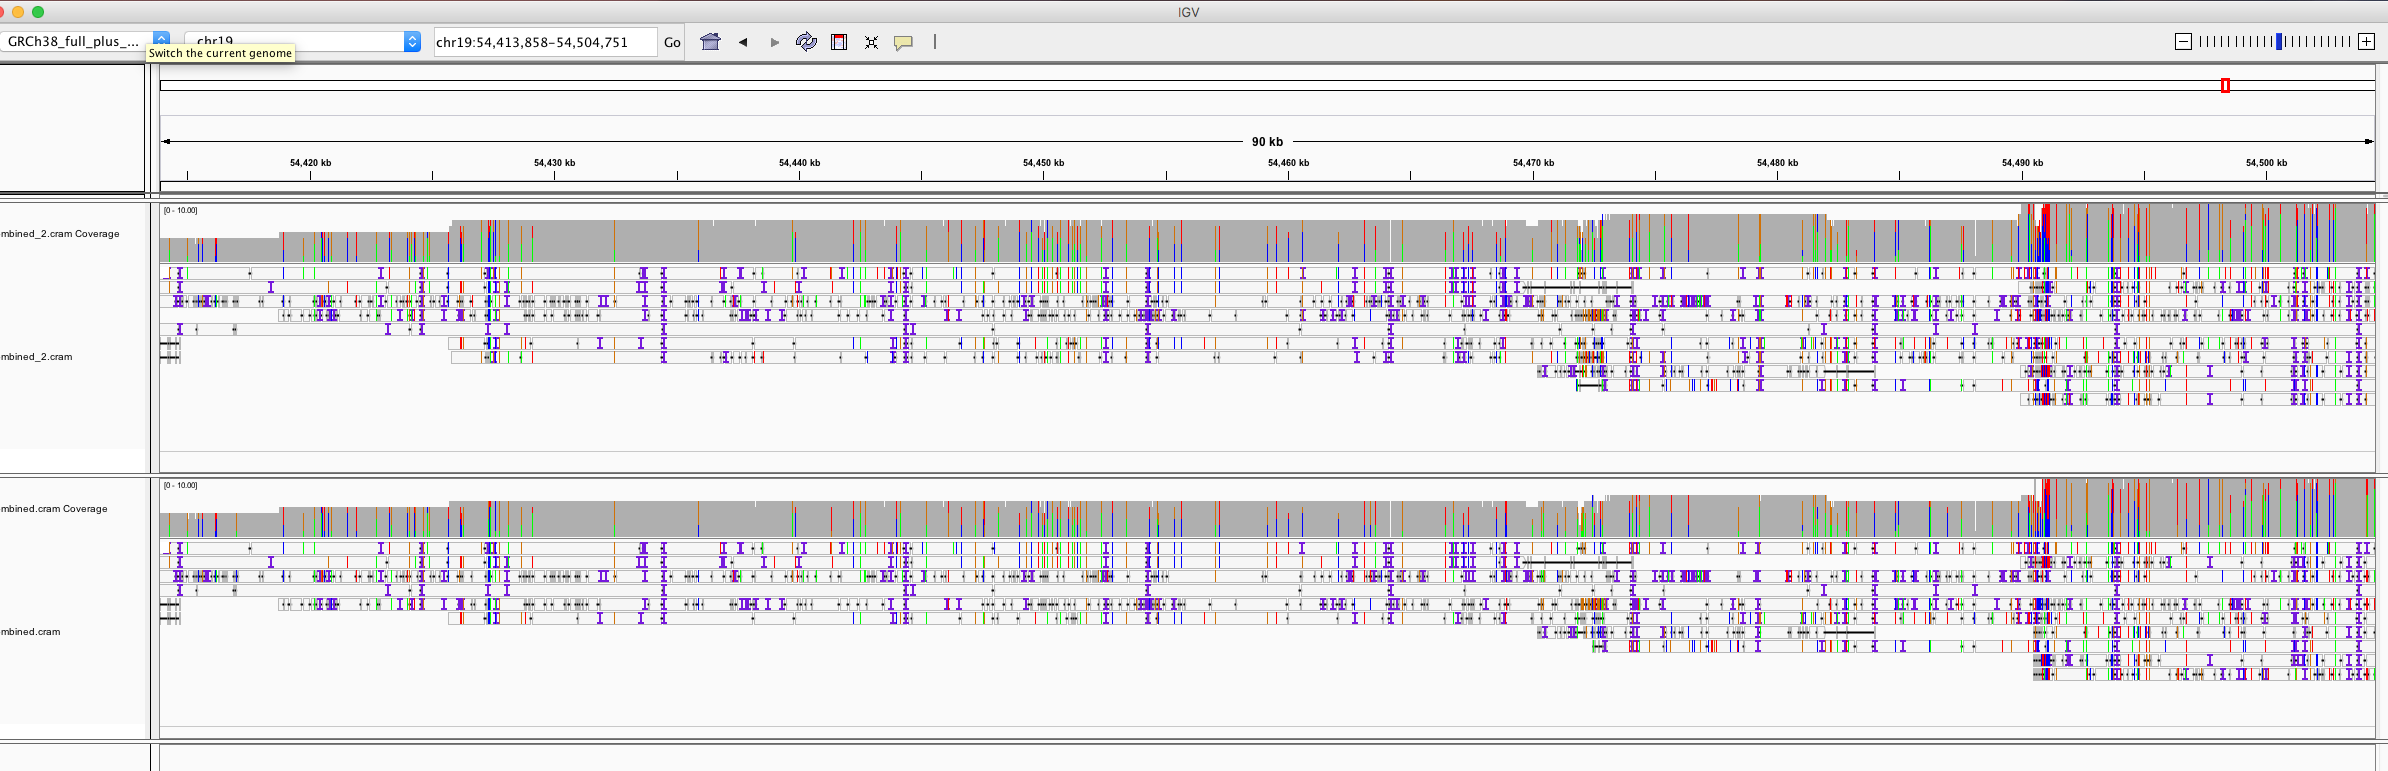 IGV
GRCh38_full_plus_...
chr19
chr19:54,413,858-54,504,751
Go
Switch the current genome
90 kb
54,420 kb 54,430 kb 54,440 kb 54,450 kb 54,460 kb 54,470 kb 54,480 kb 54,490 kb 54,500 kb
[0 - 10.00]
mbined_2.cram Coverage
mbined_2.cram
[0 - 10.00]
mbined.cram Coverage
mbined.cram